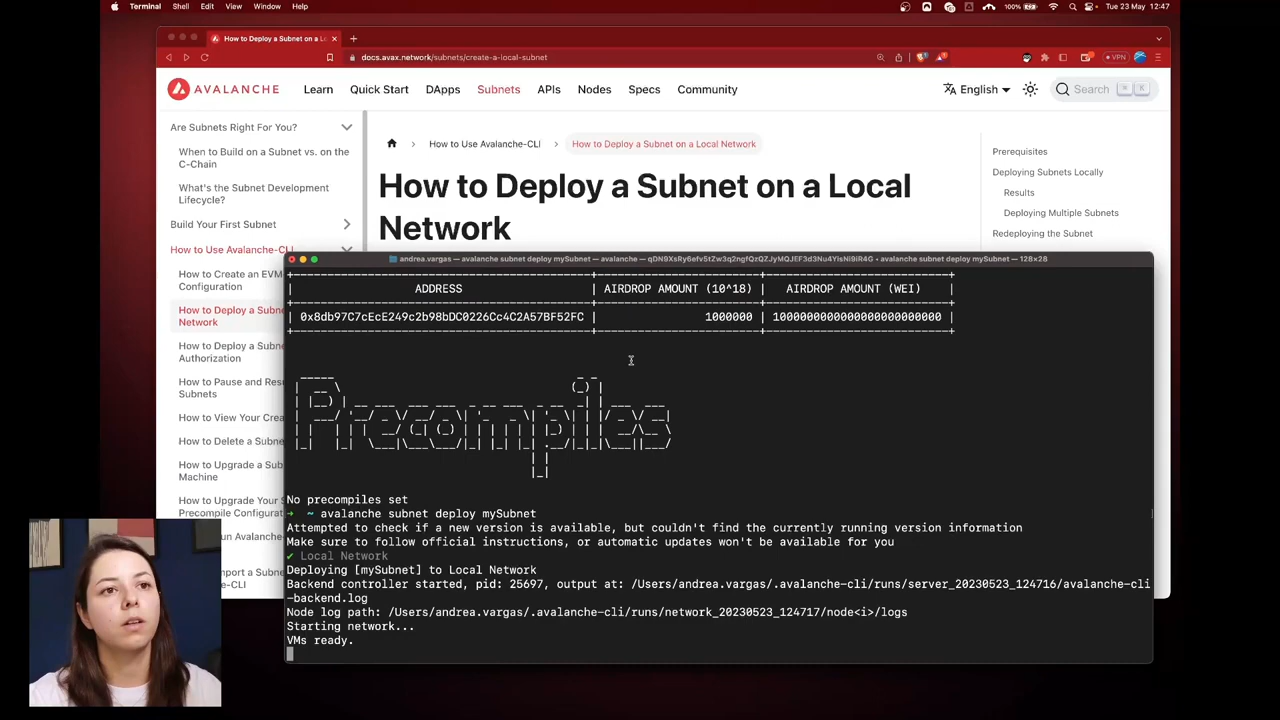 Terminal Shell Edit View Window Help 100% Tue 23 May 12:47
How to Deploy a Subnet on a Lo
docs.avax.network/subnets/create-a-local-subnet VPN
AVALANCHE Learn Quick Start DApps Subnets APIs Nodes Specs Community English Search ⌘ K
Are Subnets Right For You?
When to Build on a Subnet vs. on the
C-Chain
What's the Subnet Development
Lifecycle?
Build Your First Subnet
How to Use Avalanche-CLI
How to Create an EVM
Configuration
How to Deploy a Subne
Network
How to Deploy a Subne
Authorization
How to Pause and Res
Subnets
How to View Your Crea
How to Delete a Subne
How to Upgrade a Sub
Machine
How to Upgrade Your S
Precompile Configurat
un Avalanch
mport a Subne
e-CLI
How to Use Avalanche-CLI > How to Deploy a Subnet on a Local Network
How to Deploy a Subnet on a Local
Network
Prerequisites
Deploying Subnets Locally
Results
Deploying Multiple Subnets
Redeploying the Subnet
ADDRESS | AIRDROP AMOUNT (10^18) | AIRDROP AMOUNT (WEI)
0x8db97C7cEcE249c2b98bDC0226Cc4C2A57BF52FC | 1000000 | 1000000000000000000000000
Precompiles
No precompiles set
➜ ~ avalanche subnet deploy mySubnet
Attempted to check if a new version is available, but couldn't find the currently running version information
Make sure to follow official instructions, or automatic updates won't be available for you
✔ Local Network
Deploying [mySubnet] to Local Network
Backend controller started, pid: 25697, output at: /Users/andrea.vargas/.avalanche-cli/runs/server_20230523_124716/avalanche-cli
-backend.log
Node log path: /Users/andrea.vargas/.avalanche-cli/runs/network_20230523_124717/node<i>/logs
Starting network...
VMs ready.